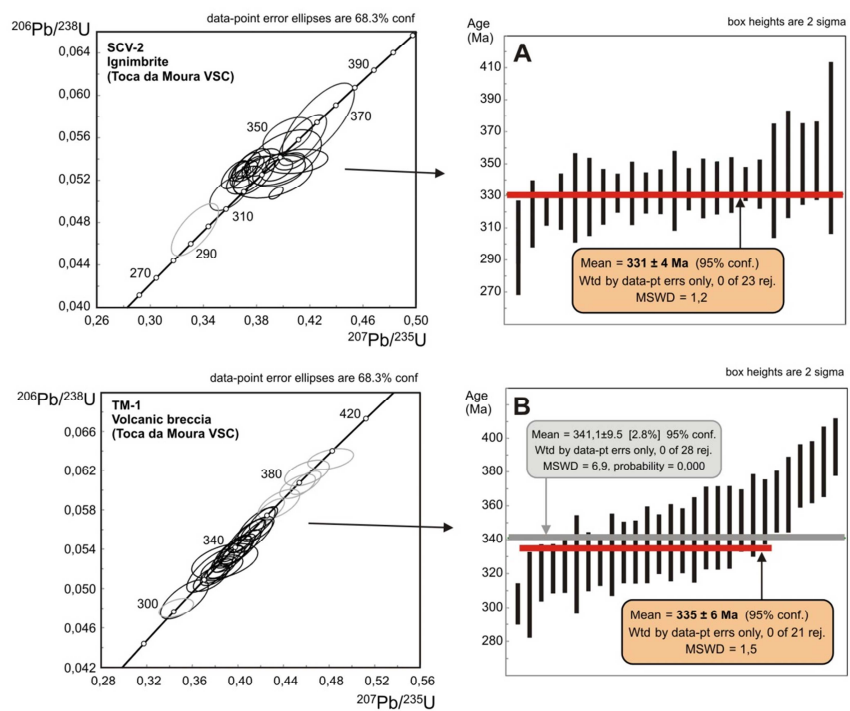 data-point error ellipses are 68.3% conf
206Pb/238U
SCV-2
Ignimbrite
(Toca da Moura VSC)
0,064
0,060
0,056
0,052
0,048
0,044
0,040
390
370
350
310
290
270
0,26
0,30
0,34
0,38
0,42
0,46
0,50
207Pb/235U
box heights are 2 sigma
Age
(Ma)
A
410
390
370
350
330
310
290
270
Mean = 331 ± 4 Ma (95% conf.)
Wtd by data-pt errs only, 0 of 23 rej.
MSWD = 1,2
data-point error ellipses are 68.3% conf
206Pb/238U
TM-1
Volcanic breccia
(Toca da Moura VSC)
0,066
0,062
0,058
0,054
0,050
0,046
0,042
420
380
340
300
0,28
0,32
0,36
0,40
0,44
0,48
0,52
0,56
207Pb/235U
box heights are 2 sigma
Age
(Ma)
B
400
380
360
340
320
300
280
Mean = 341,1±9.5 [2.8%] 95% conf.
Wtd by data-pt errs only, 0 of 28 rej.
MSWD = 6,9, probability = 0.000
Mean = 335 ± 6 Ma (95% conf.)
Wtd by data-pt errs only, 0 of 21 rej.
MSWD = 1,5